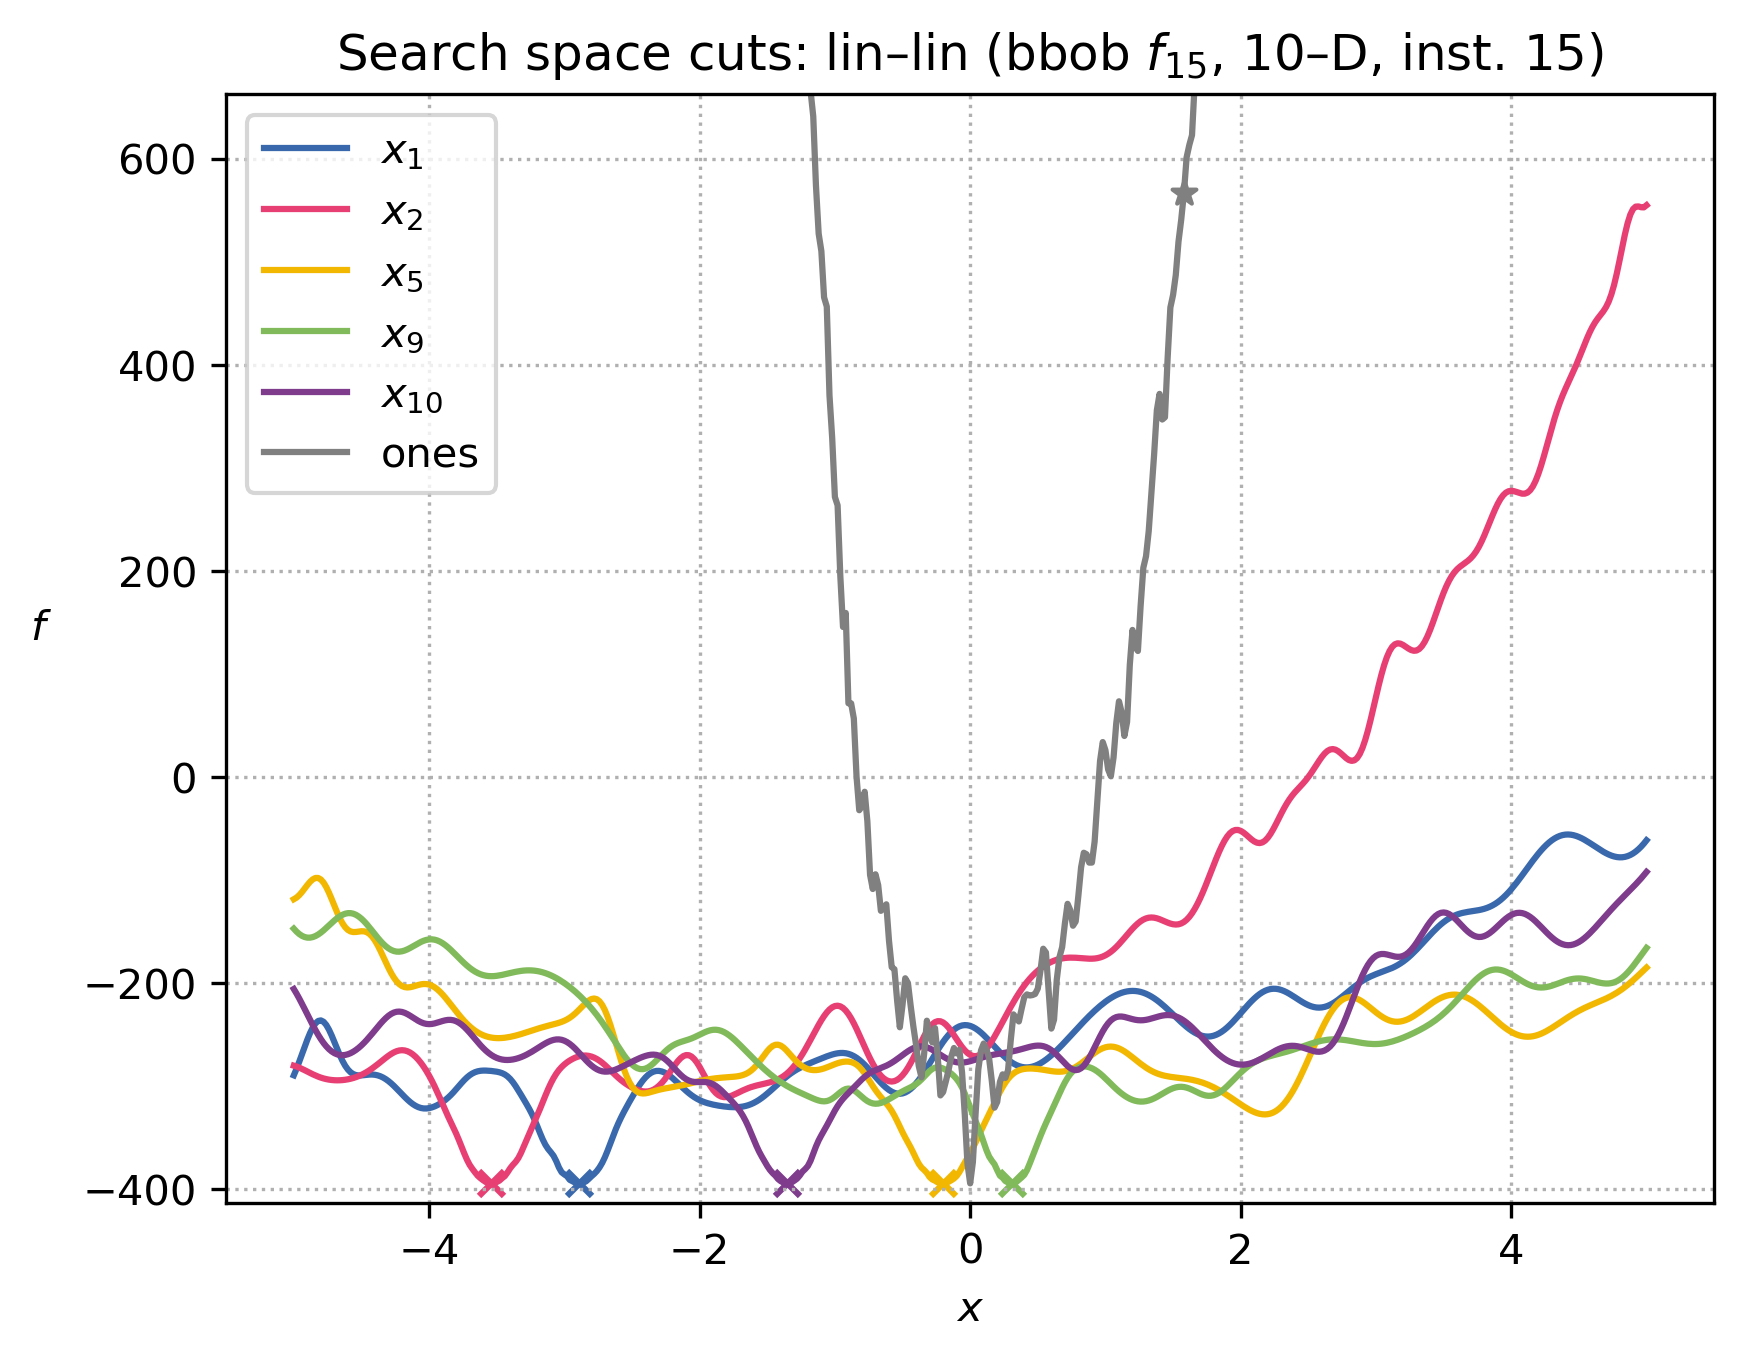 Search space cuts: lin–lin (bbob f₁₅, 10–D, inst. 15)
x₁
x₂
x₅
x₉
x₁₀
ones
600
400
200
0
−200
−400
f
−4
−2
0
2
4
x